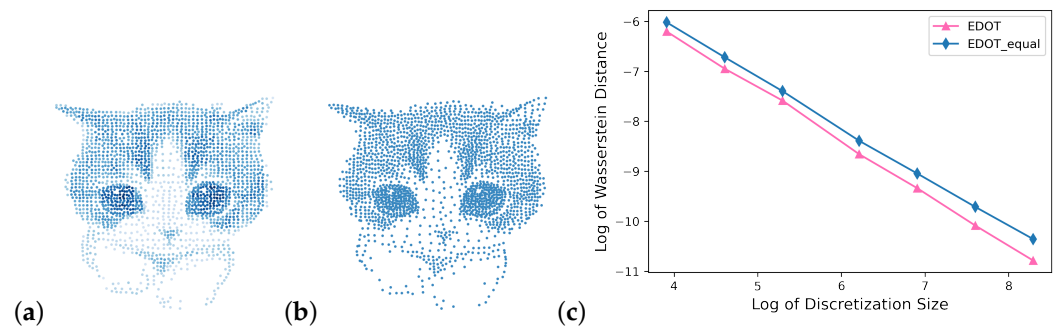 (a)
(b)
(c)
Log of Wasserstein Distance
−6
−7
−8
−9
−10
−11
4
5
6
7
8
Log of Discretization Size
EDOT
EDOT_equal